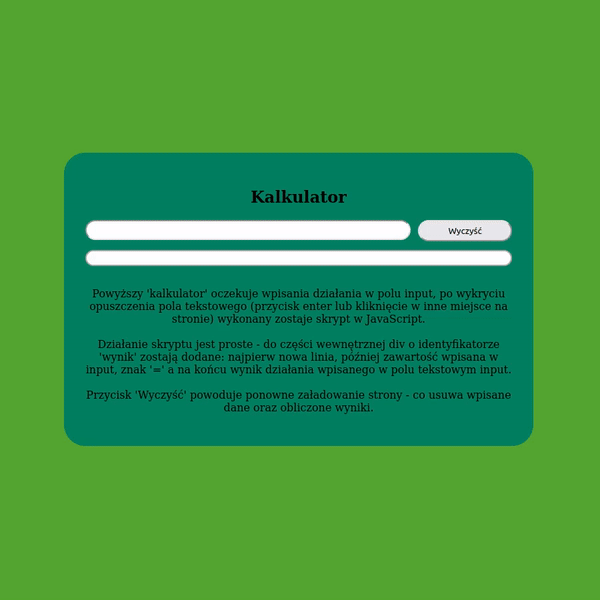 Kalkulator
Wyczyść
Powyższy 'kalkulator' oczekuje wpisania działania w polu input, po wykryciu
opuszczenia pola tekstowego (przycisk enter lub kliknięcie w inne miejsce na
stronie) wykonany zostaje skrypt w JavaScript.
Działanie skryptu jest proste - do części wewnętrznej div o identyfikatorze
'wynik' zostają dodane: najpierw nowa linia, później zawartość wpisana w
input, znak '=' a na końcu wynik działania wpisanego w polu tekstowym input.
Przycisk 'Wyczyść' powoduje ponowne załadowanie strony - co usuwa wpisane
dane oraz obliczone wyniki.